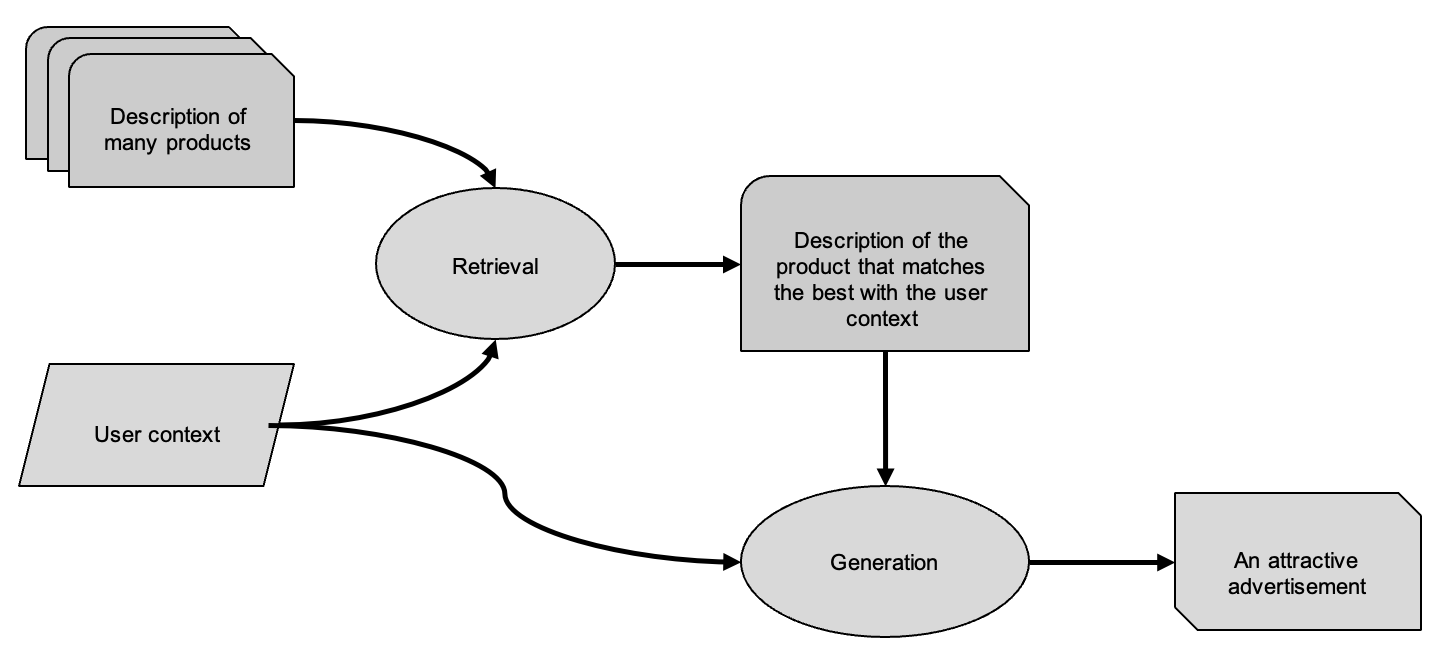 Description of
many products
Retrieval
Description of the
product that matches
the best with the user
context
User context
Generation
An attractive
advertisement